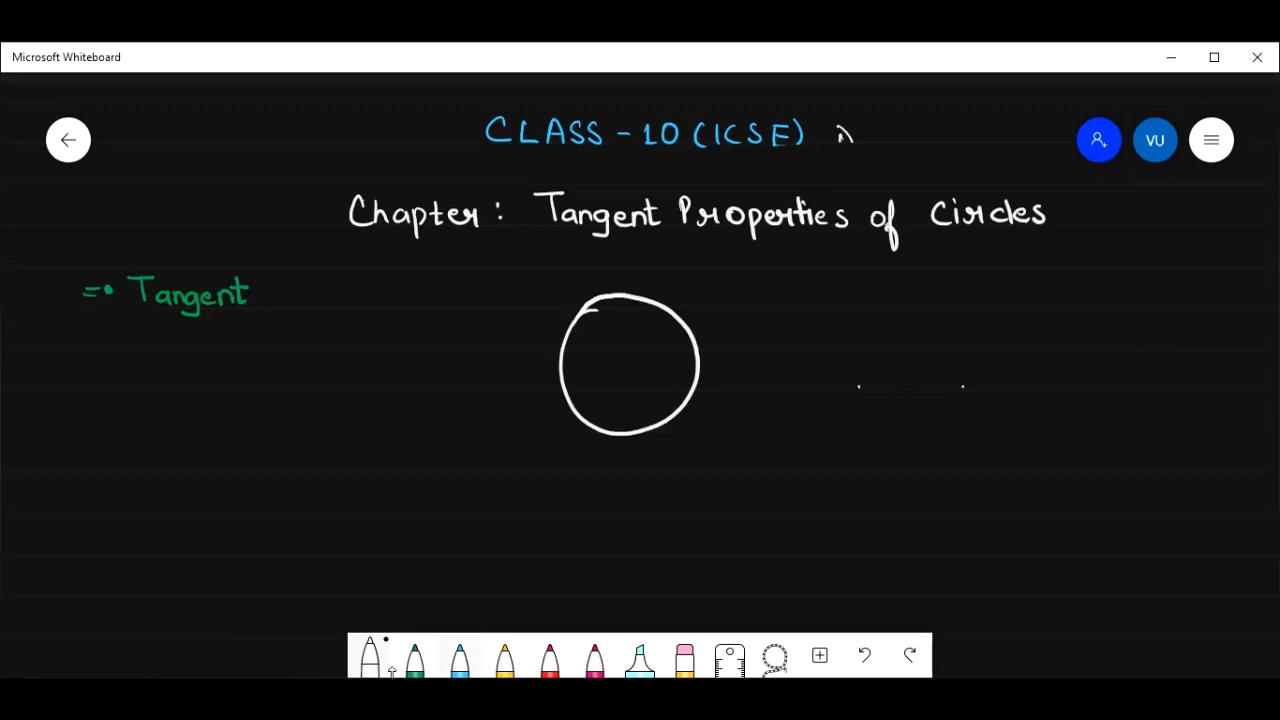 Microsoft Whiteboard
CLASS - 10 (ICSE)
VU
Chapter: Tangent Properties of Circles
=• Tangent